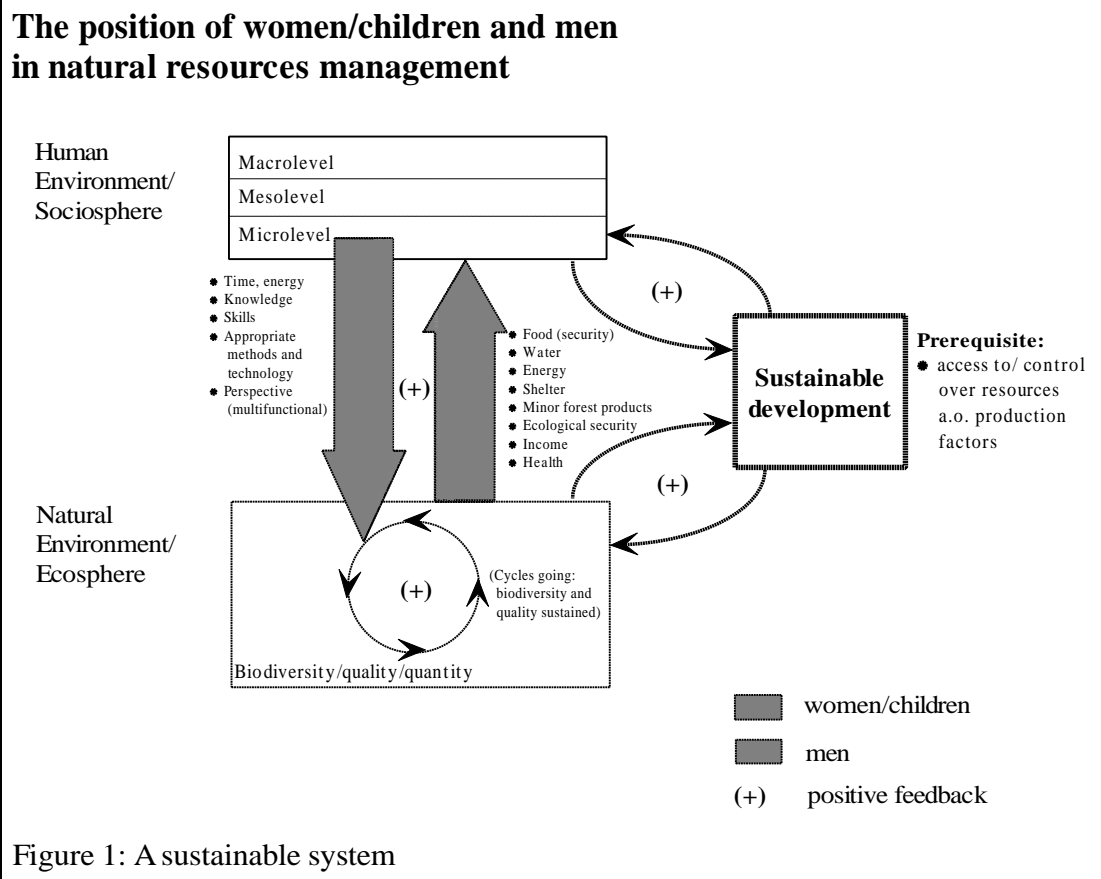 The position of women/children and men
in natural resources management
Human
Environment/
Sociosphere
Macrolevel
Mesolevel
Microlevel
● Time, energy
● Knowledge
● Skills
● Appropriate
methods and
technology
● Perspective
(multifunctional)
(+)
● Food (security)
● Water
● Energy
● Shelter
● Minor forest products
● Ecological security
● Income
● Health
(+)
(+)
Sustainable
development
Prerequisite:
● access to/ control
over resources
a.o. production
factors
Natural
Environment/
Ecosphere
(+)
(Cycles going:
biodiversity and
quality sustained)
Biodiversity/quality/quantity
women/children
men
(+) positive feedback
Figure 1: A sustainable system